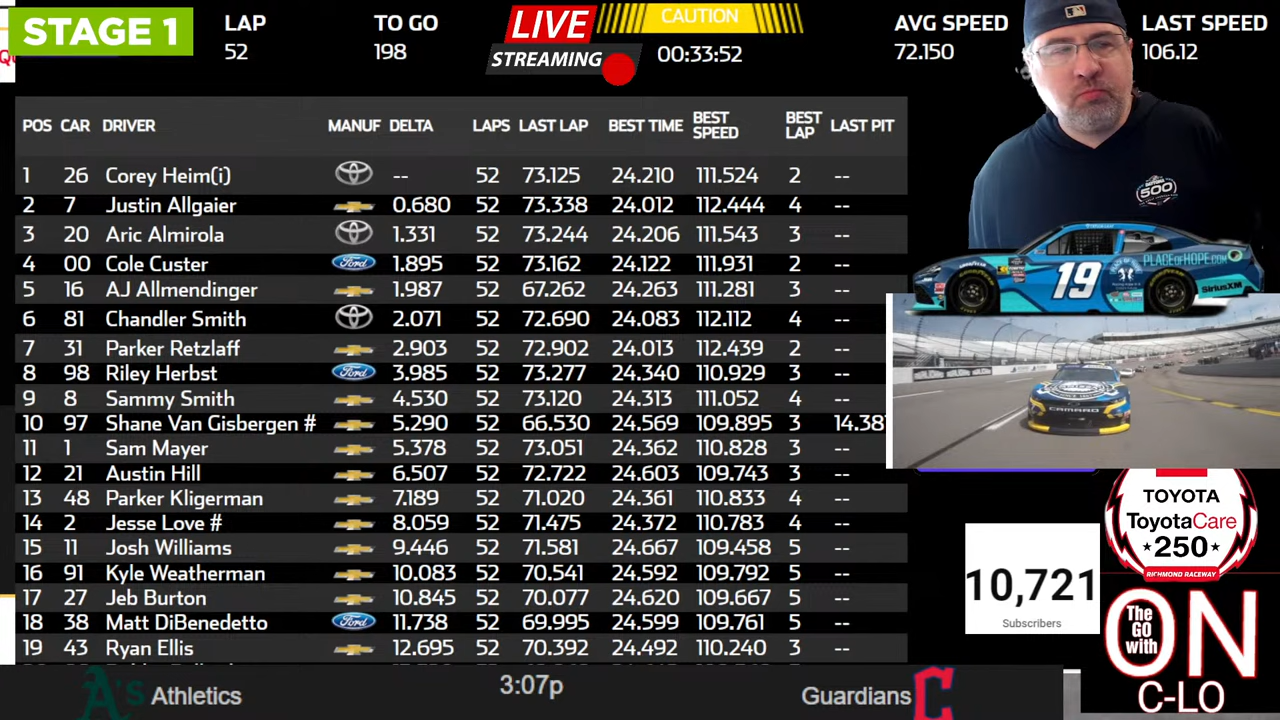 STAGE 1
LAP
52
TO GO
198
LIVE
STREAMING
CAUTION
00:33:52
AVG SPEED
72.150
LAST SPEED
106.12
POS CAR DRIVER MANUF DELTA LAPS LAST LAP BEST TIME BEST SPEED BEST LAP LAST PIT
1 26 Corey Heim(i) -- 52 73.125 24.210 111.524 2 --
2 7 Justin Allgaier 0.680 52 73.338 24.012 112.444 4 --
3 20 Aric Almirola 1.331 52 73.244 24.206 111.543 3 --
4 00 Cole Custer Ford 1.895 52 73.162 24.122 111.931 2 --
5 16 AJ Allmendinger 1.987 52 67.262 24.263 111.281 3 --
6 81 Chandler Smith 2.071 52 72.690 24.083 112.112 4 --
7 31 Parker Retzlaff 2.903 52 72.902 24.013 112.439 2 --
8 98 Riley Herbst Ford 3.985 52 73.277 24.340 110.929 3 --
9 8 Sammy Smith 4.530 52 73.120 24.313 111.052 4 --
10 97 Shane Van Gisbergen # 5.290 52 66.530 24.569 109.895 3 14.387
11 1 Sam Mayer 5.378 52 73.051 24.362 110.828 3 --
12 21 Austin Hill 6.507 52 72.722 24.603 109.743 3 --
13 48 Parker Kligerman 7.189 52 71.020 24.361 110.833 4 --
14 2 Jesse Love # 8.059 52 71.475 24.372 110.783 4 --
15 11 Josh Williams 9.446 52 71.581 24.667 109.458 5 --
16 91 Kyle Weatherman 10.083 52 70.541 24.592 109.792 5 --
17 27 Jeb Burton 10.845 52 70.077 24.620 109.667 5 --
18 38 Matt DiBenedetto Ford 11.738 52 69.995 24.599 109.761 5 --
19 43 Ryan Ellis 12.695 52 70.392 24.492 110.240 3 --
DAYTONA
500
19
PLACEOFHOPE.COM
SiriusXM
CAMARO
TOYOTA
ToyotaCare
250
RICHMOND RACEWAY
10,721
Subscribers
The GO with
ON
C-LO
A's Athletics
3:07p
Guardians C